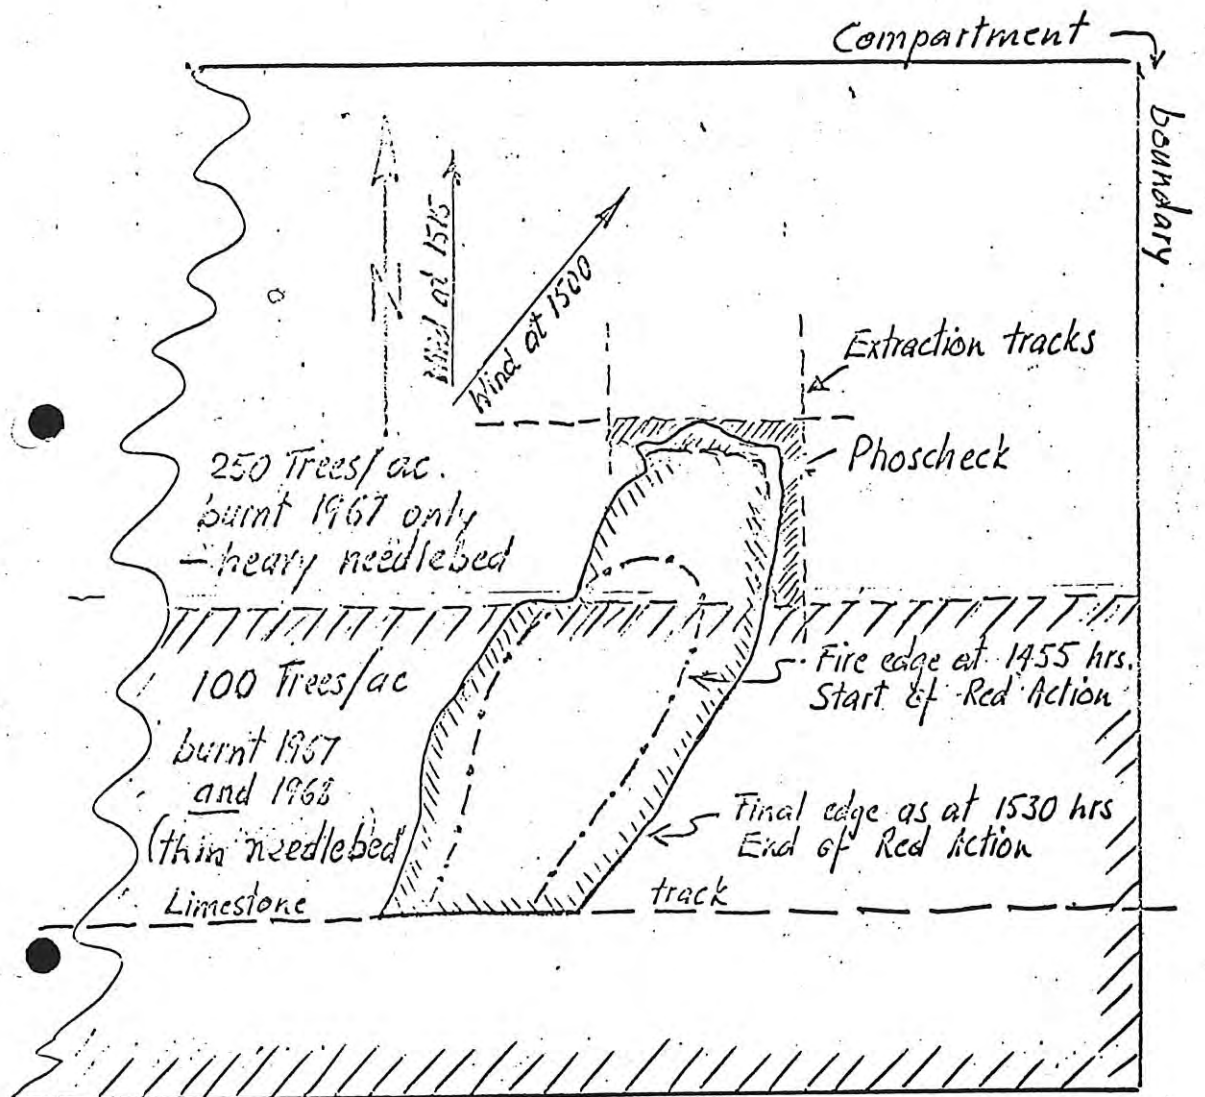 Compartment
boundary
N
Wind at 1515
Wind at 1500
Extraction tracks
Phoscheck
250 Trees/ac.
burnt 1967 only
- heavy needlebed
100 Trees/ac
burnt 1967
and 1968
(thin needlebed
Fire edge at 1455 hrs.
Start of Red Action
Final edge as at 1530 hrs
End of Red Action
Limestone track